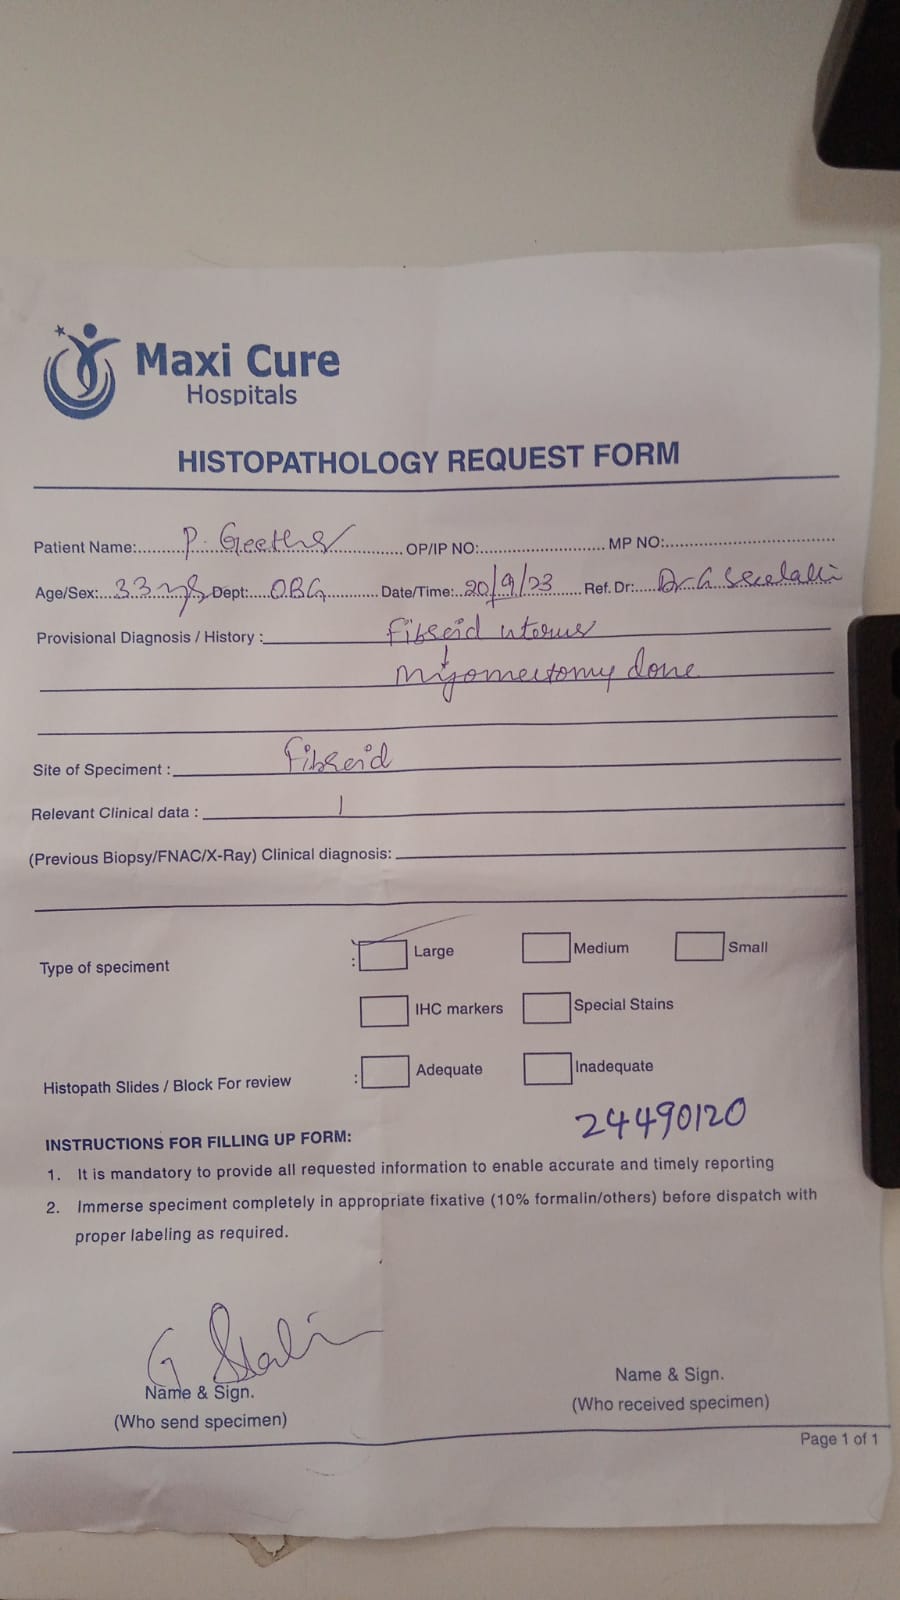 Maxi Cure
Hospitals
HISTOPATHOLOGY REQUEST FORM
Patient Name:........P. Geetha............ OP/IP NO:............................ MP NO:..............................
Age/Sex:...33 yrs Dept:....OBG........... Date/Time:..20/9/23....... Ref. Dr:.....Dr. G
Provisional Diagnosis / History : Fibroid uterus
↓
Myomectomy done
Site of Speciment : Fibroid
Relevant Clinical data :
(Previous Biopsy/FNAC/X-Ray) Clinical diagnosis:
Type of speciment : Large Medium Small
IHC markers Special Stains
Histopath Slides / Block For review : Adequate Inadequate
24490120
INSTRUCTIONS FOR FILLING UP FORM:
1. It is mandatory to provide all requested information to enable accurate and timely reporting
2. Immerse speciment completely in appropriate fixative (10% formalin/others) before dispatch with
proper labeling as required.
G
Name & Sign.
(Who send specimen)
Name & Sign.
(Who received specimen)
Page 1 of 1